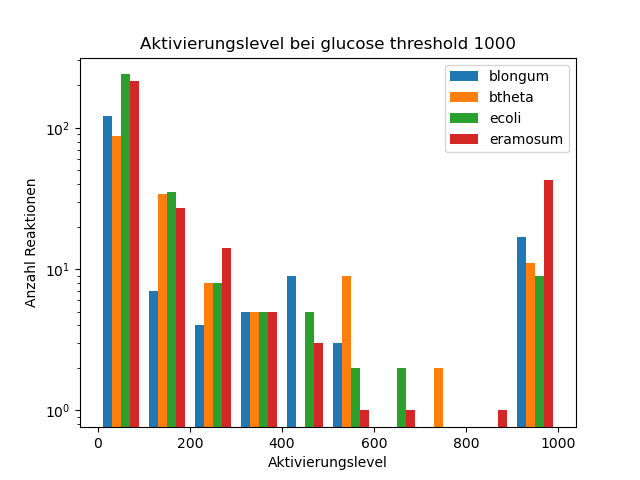 Aktivierungslevel bei glucose threshold 1000
blongum
btheta
ecoli
eramosum
Anzahl Reaktionen
10²
10¹
10⁰
0 200 400 600 800 1000
Aktivierungslevel